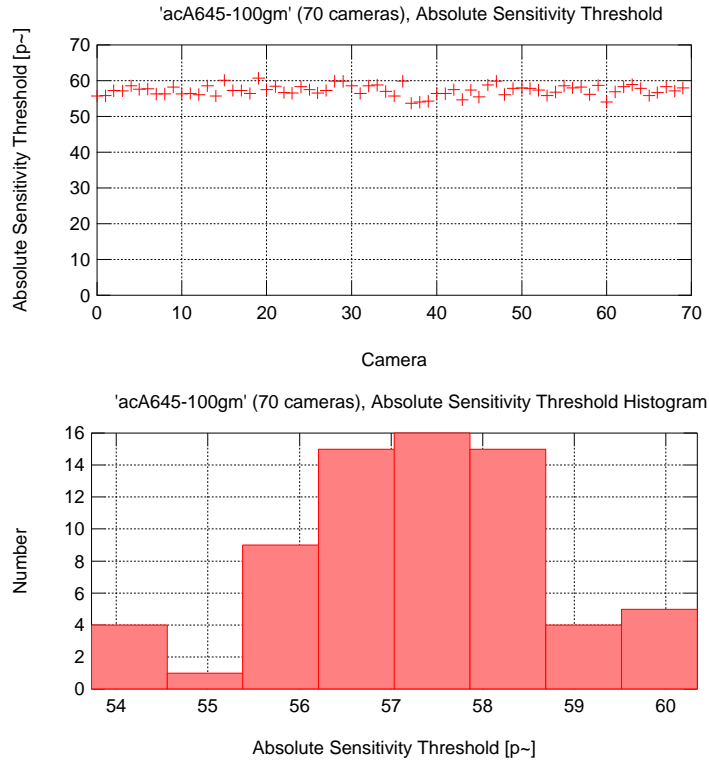 'acA645-100gm' (70 cameras), Absolute Sensitivity Threshold
Absolute Sensitivity Threshold [p~]
70
60
50
40
30
20
10
0
0 10 20 30 40 50 60 70
Camera
'acA645-100gm' (70 cameras), Absolute Sensitivity Threshold Histogram
Number
16
14
12
10
8
6
4
2
0
54 55 56 57 58 59 60
Absolute Sensitivity Threshold [p~]